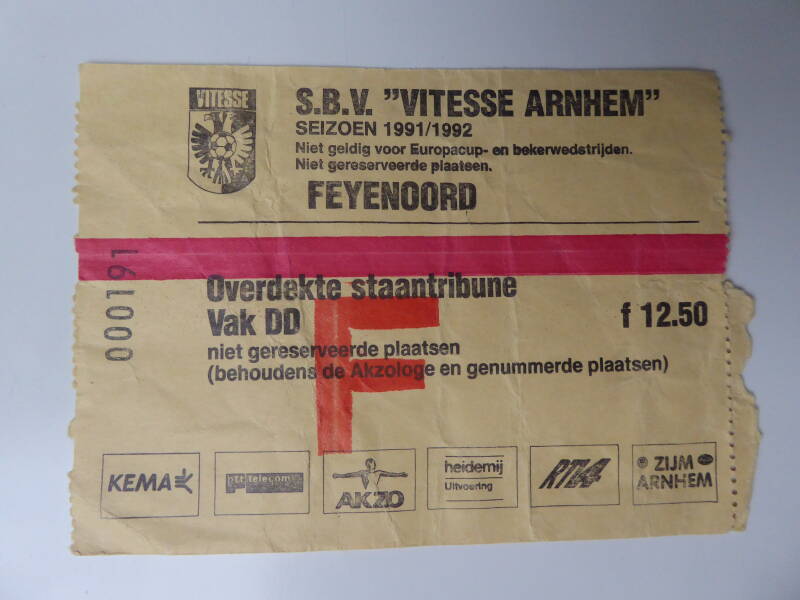 VITESSE
S.B.V. "VITESSE ARNHEM"
SEIZOEN 1991/1992
Niet geldig voor Europacup- en bekerwedstrijden.
Niet gereserveerde plaatsen.
FEYENOORD
000191
Overdekte staantribune
Vak DD
f 12.50
niet gereserveerde plaatsen
(behoudens de Akzologe en genummerde plaatsen)
F
KEMA
ptt telecom
AKZO
heidemij
Uitvoering
RTL4
ZIJM
ARNHEM